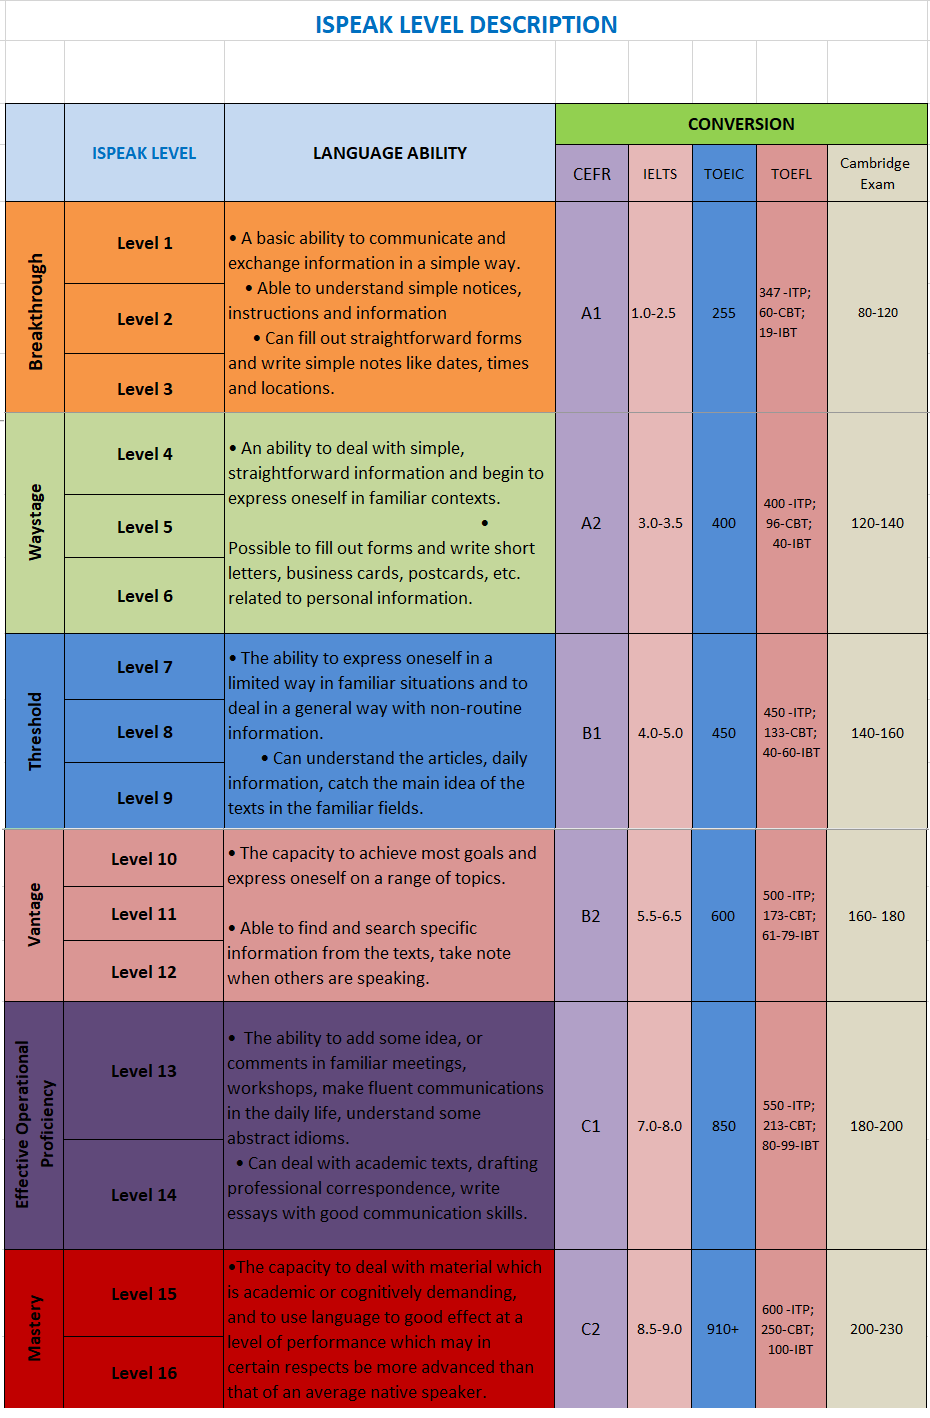 ISPEAK LEVEL DESCRIPTION
ISPEAK LEVEL
LANGUAGE ABILITY
CONVERSION
CEFR
IELTS
TOEIC
TOEFL
Cambridge
Exam
Breakthrough
Level 1
Level 2
Level 3
• A basic ability to communicate and
exchange information in a simple way.
• Able to understand simple notices,
instructions and information
• Can fill out straightforward forms
and write simple notes like dates, times
and locations.
A1
1.0-2.5
255
347 -ITP;
60-CBT;
19-IBT
80-120
Waystage
Level 4
Level 5
Level 6
• An ability to deal with simple,
straightforward information and begin to
express oneself in familiar contexts.
•
Possible to fill out forms and write short
letters, business cards, postcards, etc.
related to personal information.
A2
3.0-3.5
400
400 -ITP;
96-CBT;
40-IBT
120-140
Threshold
Level 7
Level 8
Level 9
• The ability to express oneself in a
limited way in familiar situations and to
deal in a general way with non-routine
information.
• Can understand the articles, daily
information, catch the main idea of the
texts in the familiar fields.
B1
4.0-5.0
450
450 -ITP;
133-CBT;
40-60-IBT
140-160
Vantage
Level 10
Level 11
Level 12
• The capacity to achieve most goals and
express oneself on a range of topics.
• Able to find and search specific
information from the texts, take note
when others are speaking.
B2
5.5-6.5
600
500 -ITP;
173-CBT;
61-79-IBT
160- 180
Effective Operational
Proficiency
Level 13
Level 14
• The ability to add some idea, or
comments in familiar meetings,
workshops, make fluent communications
in the daily life, understand some
abstract idioms.
• Can deal with academic texts, drafting
professional correspondence, write
essays with good communication skills.
C1
7.0-8.0
850
550 -ITP;
213-CBT;
80-99-IBT
180-200
Mastery
Level 15
Level 16
•The capacity to deal with material which
is academic or cognitively demanding,
and to use language to good effect at a
level of performance which may in
certain respects be more advanced than
that of an average native speaker.
C2
8.5-9.0
910+
600 -ITP;
250-CBT;
100-IBT
200-230